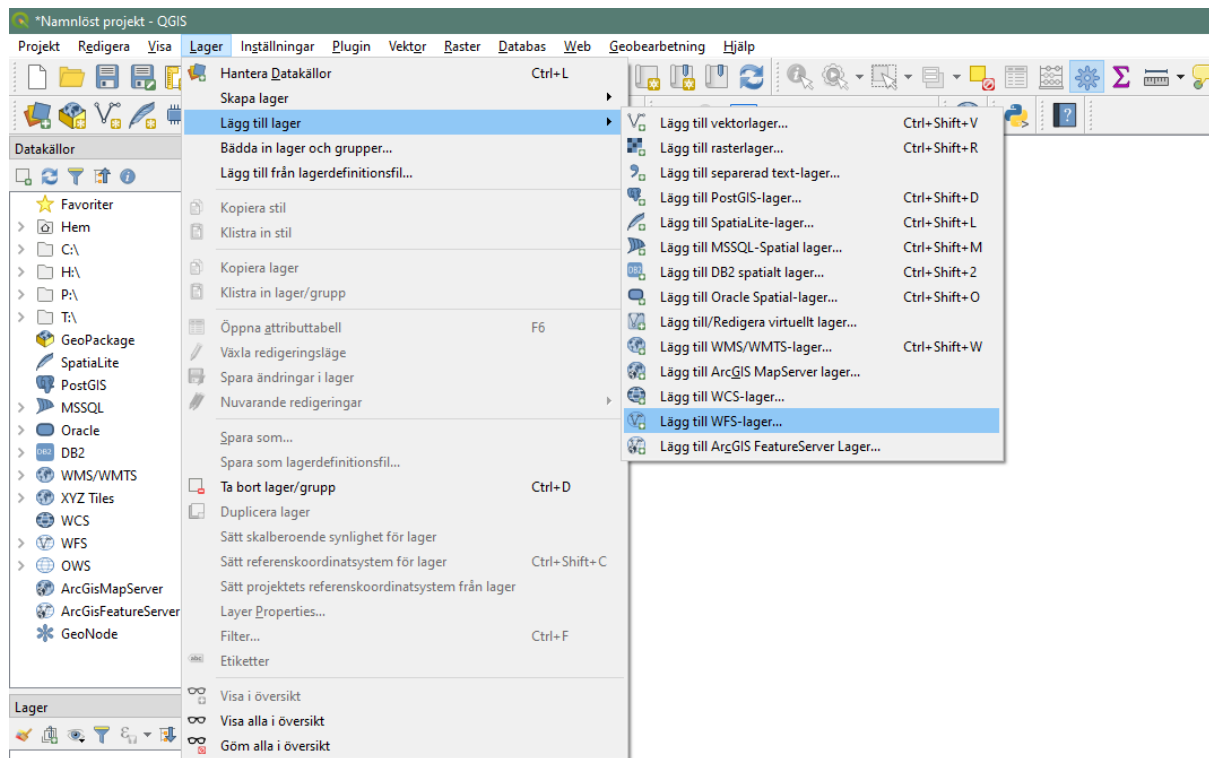 *Namnlöst projekt - QGIS
Projekt Redigera Visa Lager Inställningar Plugin Vektor Raster Databas Web Geobearbetning Hjälp
Hantera Datakällor Ctrl+L
Skapa lager
Lägg till lager
Bädda in lager och grupper...
Lägg till från lagerdefinitionsfil...
Kopiera stil
Klistra in stil
Kopiera lager
Klistra in lager/grupp
Öppna attributtabell F6
Växla redigeringsläge
Spara ändringar i lager
Nuvarande redigeringar
Spara som...
Spara som lagerdefinitionsfil...
Ta bort lager/grupp Ctrl+D
Duplicera lager
Sätt skalberoende synlighet för lager
Sätt referenskoordinatsystem för lager Ctrl+Shift+C
Sätt projektets referenskoordinatsystem från lager
Layer Properties...
Filter... Ctrl+F
abc Etiketter
Visa i översikt
Visa alla i översikt
Göm alla i översikt
Lägg till vektorlager... Ctrl+Shift+V
Lägg till rasterlager... Ctrl+Shift+R
Lägg till separerad text-lager...
Lägg till PostGIS-lager... Ctrl+Shift+D
Lägg till SpatiaLite-lager... Ctrl+Shift+L
Lägg till MSSQL-Spatial lager... Ctrl+Shift+M
DB2 Lägg till DB2 spatialt lager... Ctrl+Shift+2
Lägg till Oracle Spatial-lager... Ctrl+Shift+O
Lägg till/Redigera virtuellt lager...
Lägg till WMS/WMTS-lager... Ctrl+Shift+W
Lägg till ArcGIS MapServer lager...
Lägg till WCS-lager...
Lägg till WFS-lager...
Lägg till ArcGIS FeatureServer Lager...
Datakällor
Favoriter
Hem
C:\
H:\
P:\
T:\
GeoPackage
SpatiaLite
PostGIS
MSSQL
Oracle
DB2 DB2
WMS/WMTS
XYZ Tiles
WCS
WFS
OWS
ArcGisMapServer
ArcGisFeatureServer
GeoNode
Lager